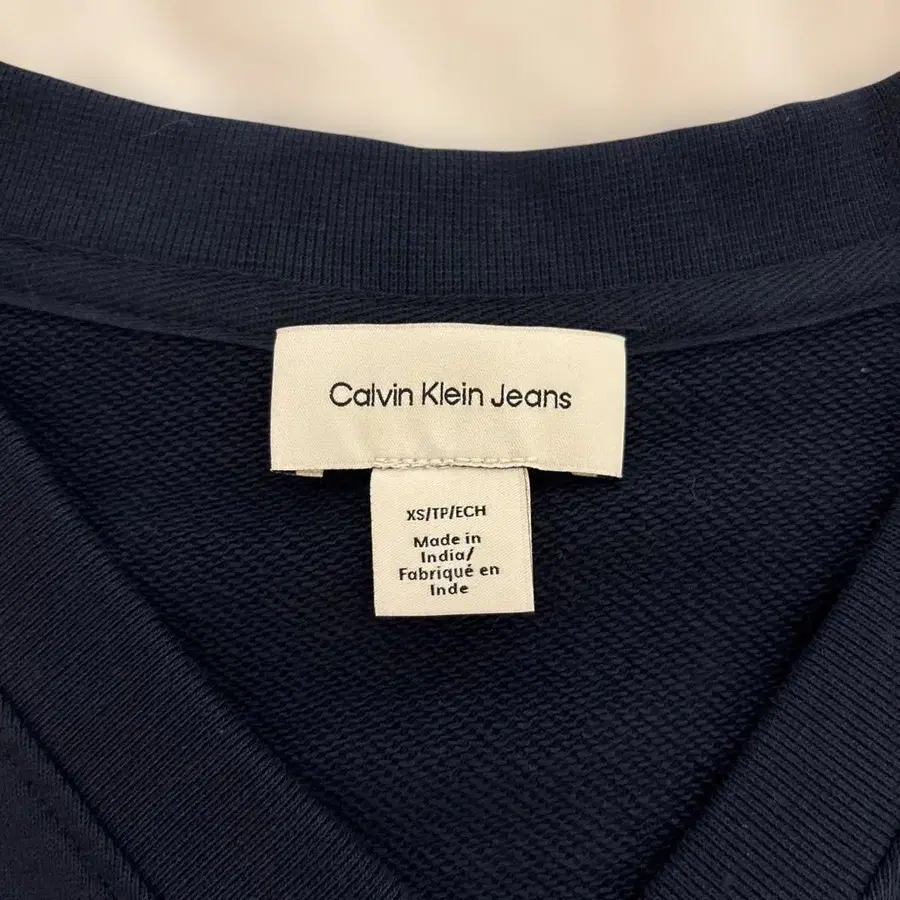 Calvin Klein Jeans
XS/TP/ECH
Made in
India/
Fabriqué en
Inde